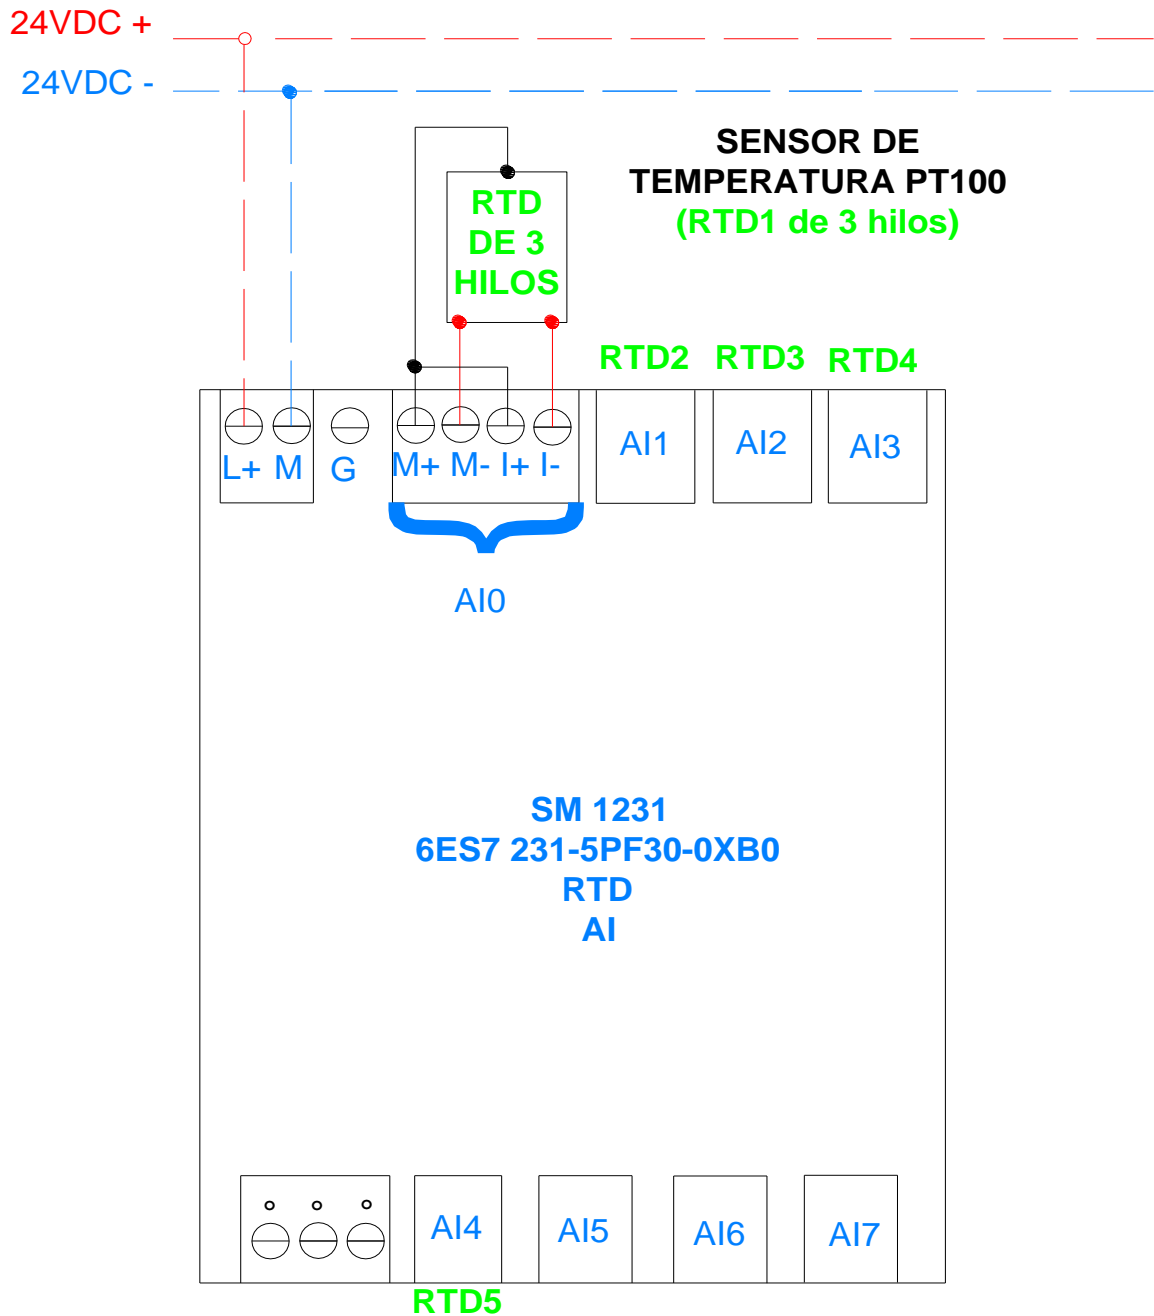 24VDC +
24VDC -
SENSOR DE
TEMPERATURA PT100
(RTD1 de 3 hilos)
RTD
DE 3
HILOS
RTD2 RTD3 RTD4
L+ M G M+ M- I+ I- AI1 AI2 AI3
AI0
SM 1231
6ES7 231-5PF30-0XB0
RTD
AI
AI4 AI5 AI6 AI7
RTD5